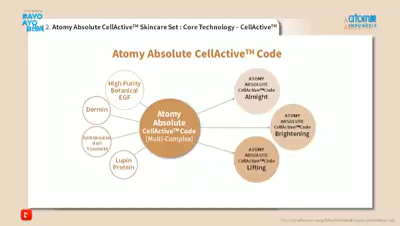 #AYO
AYO
BISA
2. Atomy Absolute CellActive™ Skincare Set : Core Technology – CellActive™
atomy
INDONESIA
Atomy Absolute CellActive™ Code
High Purity
Botanical
EGF
Dermin
Lupin
Protein
Atomy
Absolute
CellActive™ Code
[Multi-Complex]
ATOMY
ABSOLUTE
CellActive™Code
Almight
ATOMY
ABSOLUTE
CellActive™Code
Brightening
ATOMY
ABSOLUTE
CellActive™Code
Lifting